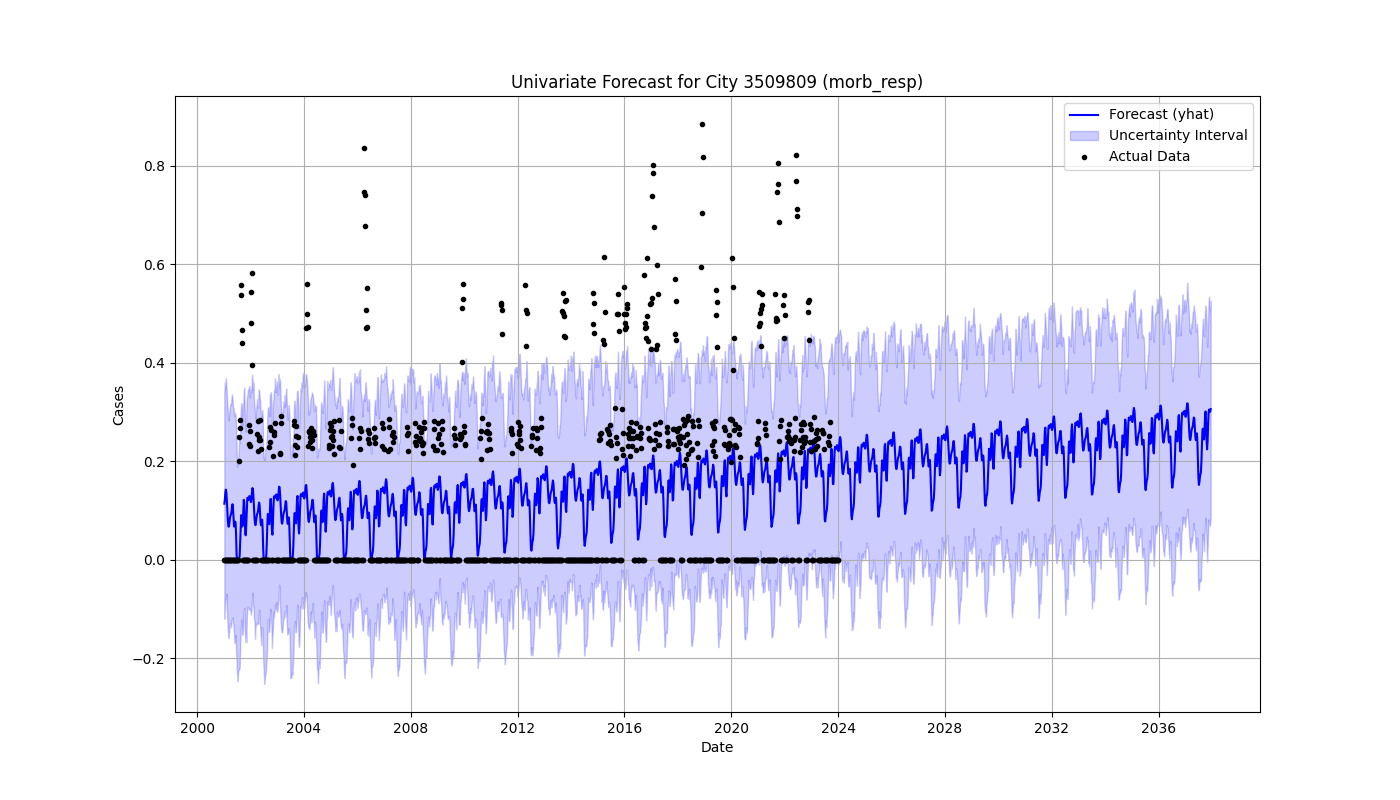 Univariate Forecast for City 3509809 (morb_resp)
Forecast (yhat)
Uncertainty Interval
Actual Data
0.8
0.6
0.4
0.2
0.0
−0.2
Cases
2000 2004 2008 2012 2016 2020 2024 2028 2032 2036
Date